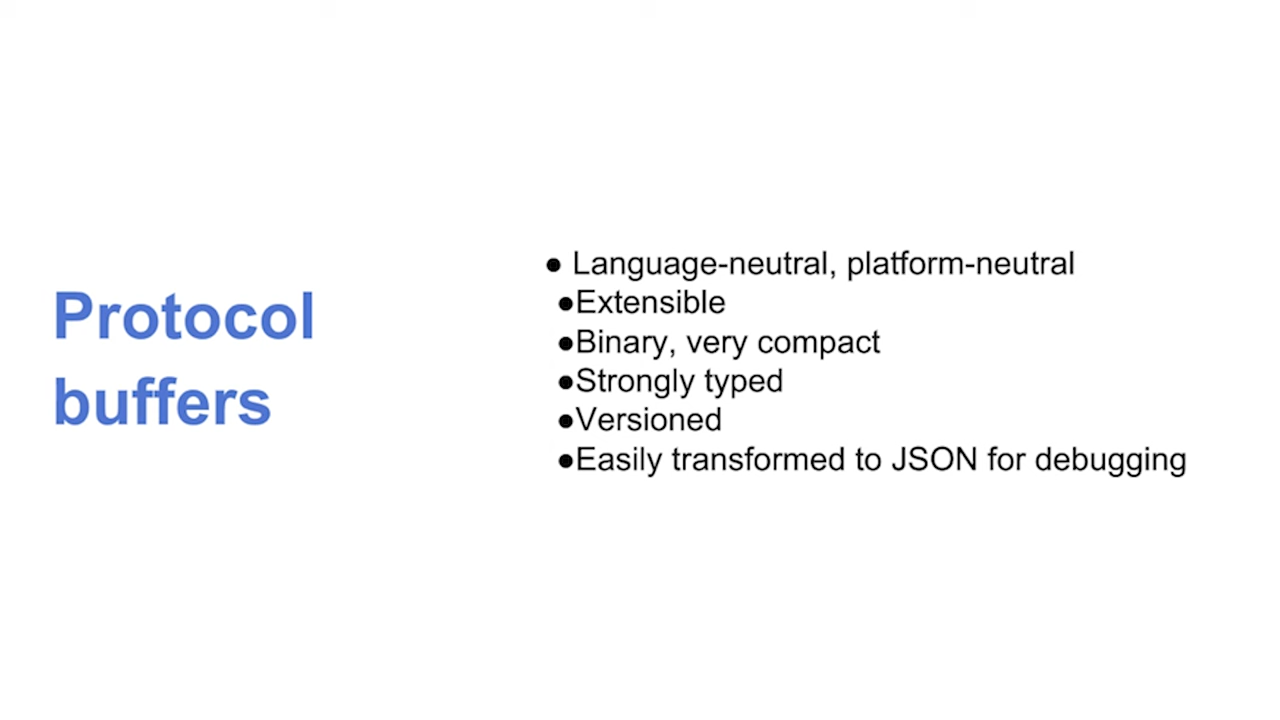 Protocol
buffers
● Language-neutral, platform-neutral
●Extensible
●Binary, very compact
●Strongly typed
●Versioned
●Easily transformed to JSON for debugging